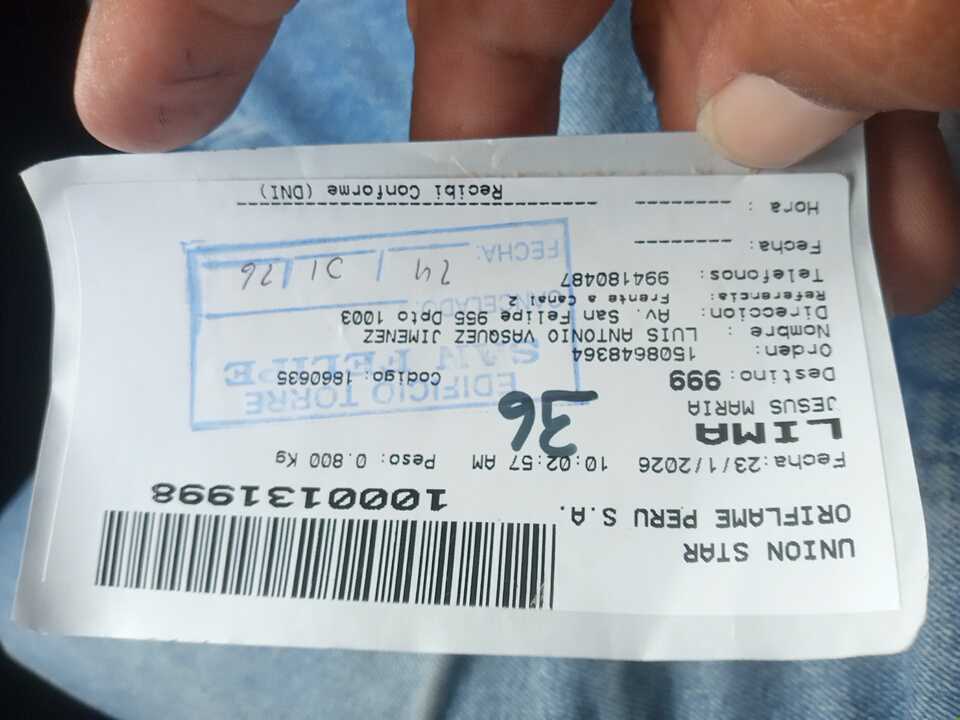 UNION STAR
ORIFLAME PERU S.A.
1000131998
Fecha:23/1/2026 10:02:57 AM Peso: 0.800 Kg
LIMA
36
JESUS MARIA
Destino: 999 Codigo: 1860635
Orden: 1508648364
Nombre : LUIS ANTONIO VASQUEZ JIMENEZ
Direccion: Av. San Felipe 955 Dpto 1003
Referencia: Frente a Canal 2
Telefonos: 994180487
Fecha: ---------
Hora : ---------
Recibi Conforme (DNI)
EDIFICIO TORRE
SAN FELIPE
CANCELADO:
FECHA: 24 / 01 / 26